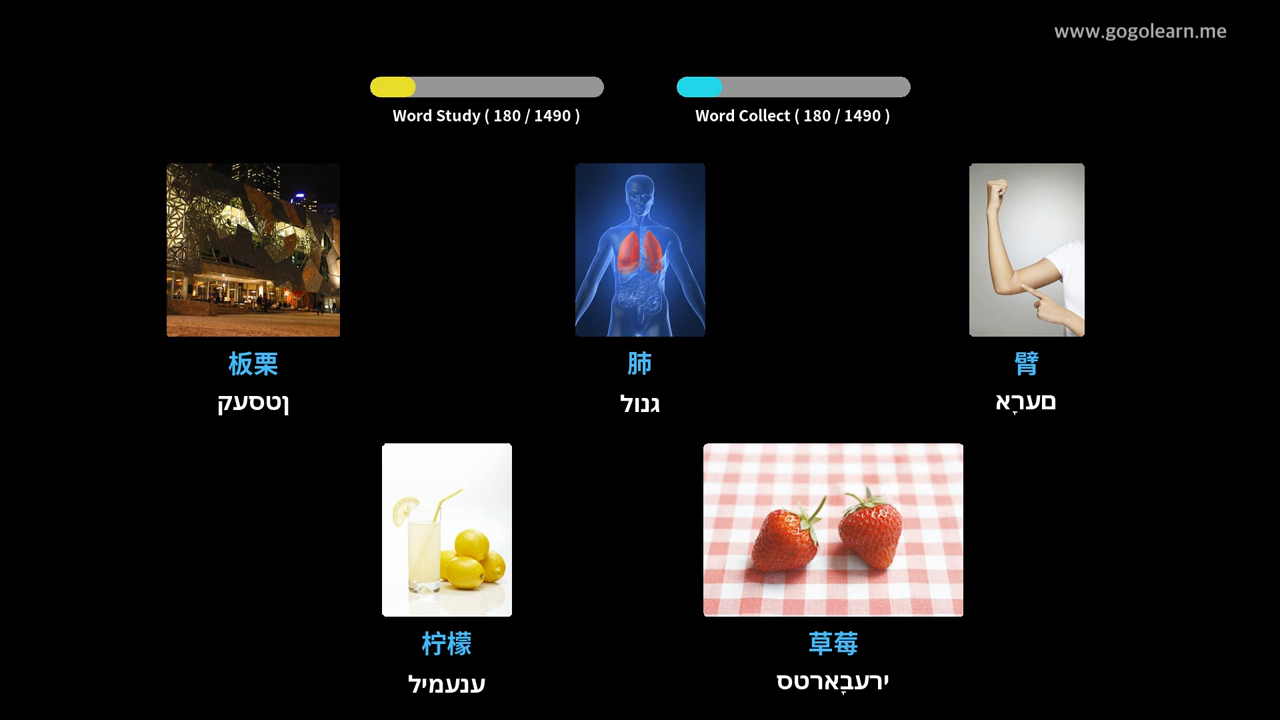 www.gogolearn.me
Word Study ( 180 / 1490 )
Word Collect ( 180 / 1490 )
板栗
ןטסעק
肺
גנול
臂
םערָא
柠檬
ענעמיל
草莓
ירעבָארטס